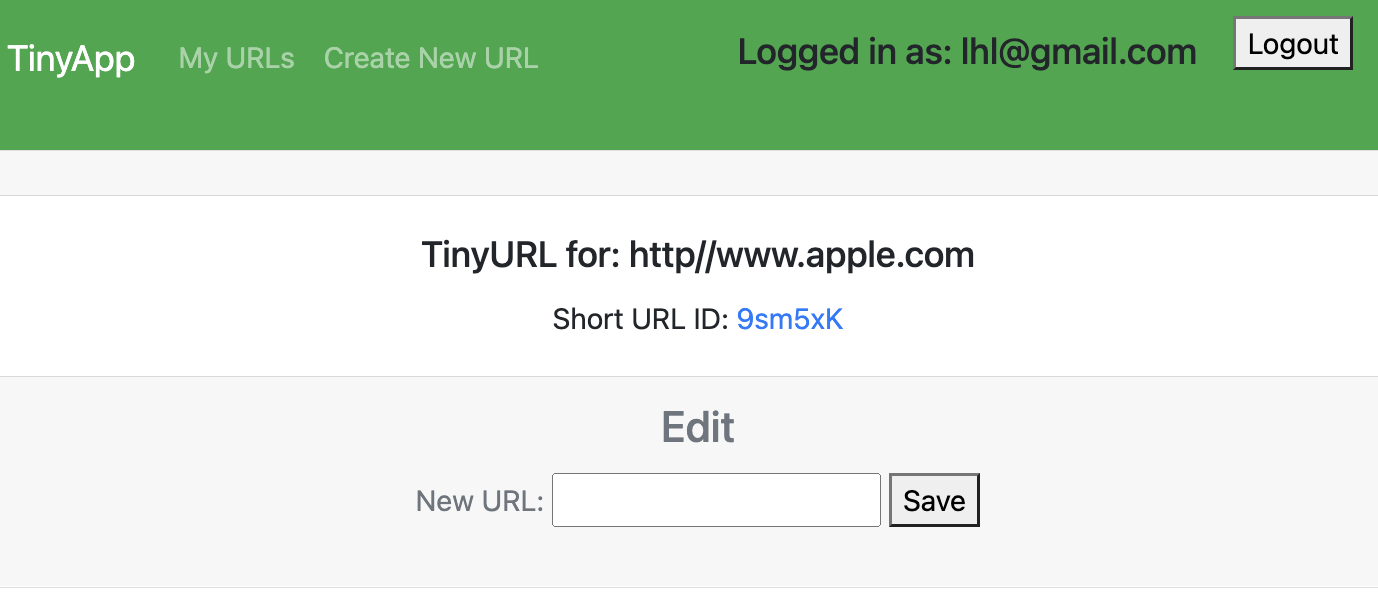 TinyApp My URLs Create New URL Logged in as: lhl@gmail.com Logout
TinyURL for: http//www.apple.com
Short URL ID: 9sm5xK
Edit
New URL: Save